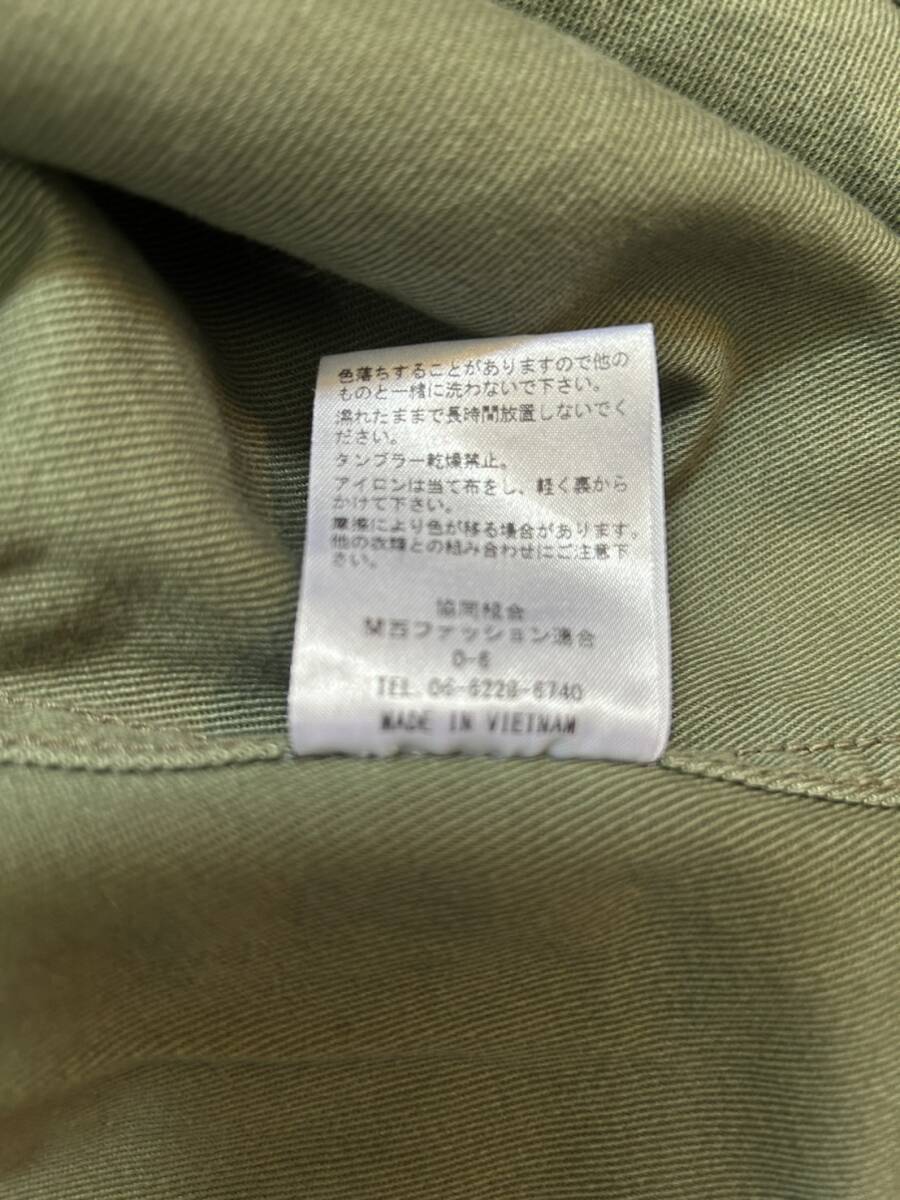 色落ちすることがありますので他の
ものと一緒に洗わないで下さい。
濡れたままで長時間放置しないでく
ださい。
タンブラー乾燥禁止。
アイロンは当て布をし、軽く裏から
かけて下さい。
摩擦により色が移る場合があります。
他の衣類との組み合わせにご注意下
さい。
協同組合
関西ファッション連合
O-6
TEL.06-6228-6740
MADE IN VIETNAM